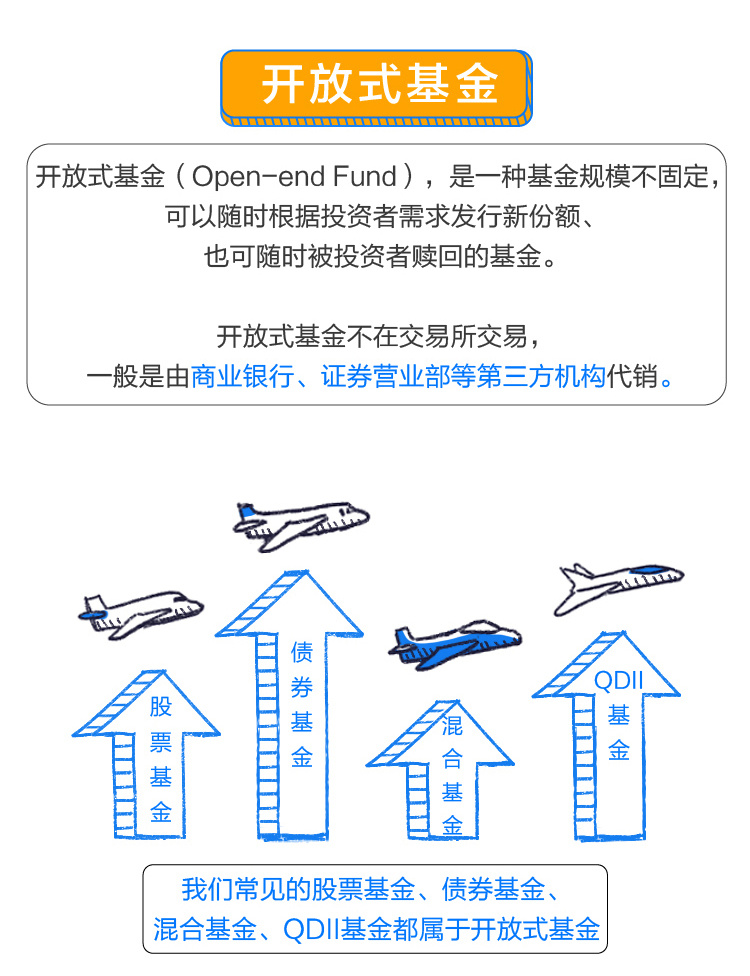 开放式基金
开放式基金（Open-end Fund），是一种基金规模不固定，
可以随时根据投资者需求发行新份额、
也可随时被投资者赎回的基金。
开放式基金不在交易所交易，
一般是由商业银行、证券营业部等第三方机构代销。
股票基金
债券基金
混合基金
QDII基金
我们常见的股票基金、债券基金、
混合基金、QDII基金都属于开放式基金